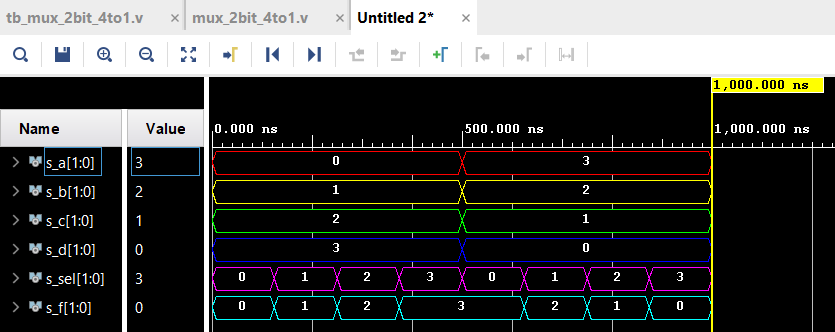 tb_mux_2bit_4to1.v × mux_2bit_4to1.v × Untitled 2* ×
1,000.000 ns
Name Value 0.000 ns 500.000 ns 1,000.000 ns
s_a[1:0] 3 0 3
s_b[1:0] 2 1 2
s_c[1:0] 1 2 1
s_d[1:0] 0 3 0
s_sel[1:0] 3 0 1 2 3 0 1 2 3
s_f[1:0] 0 0 1 2 3 2 1 0